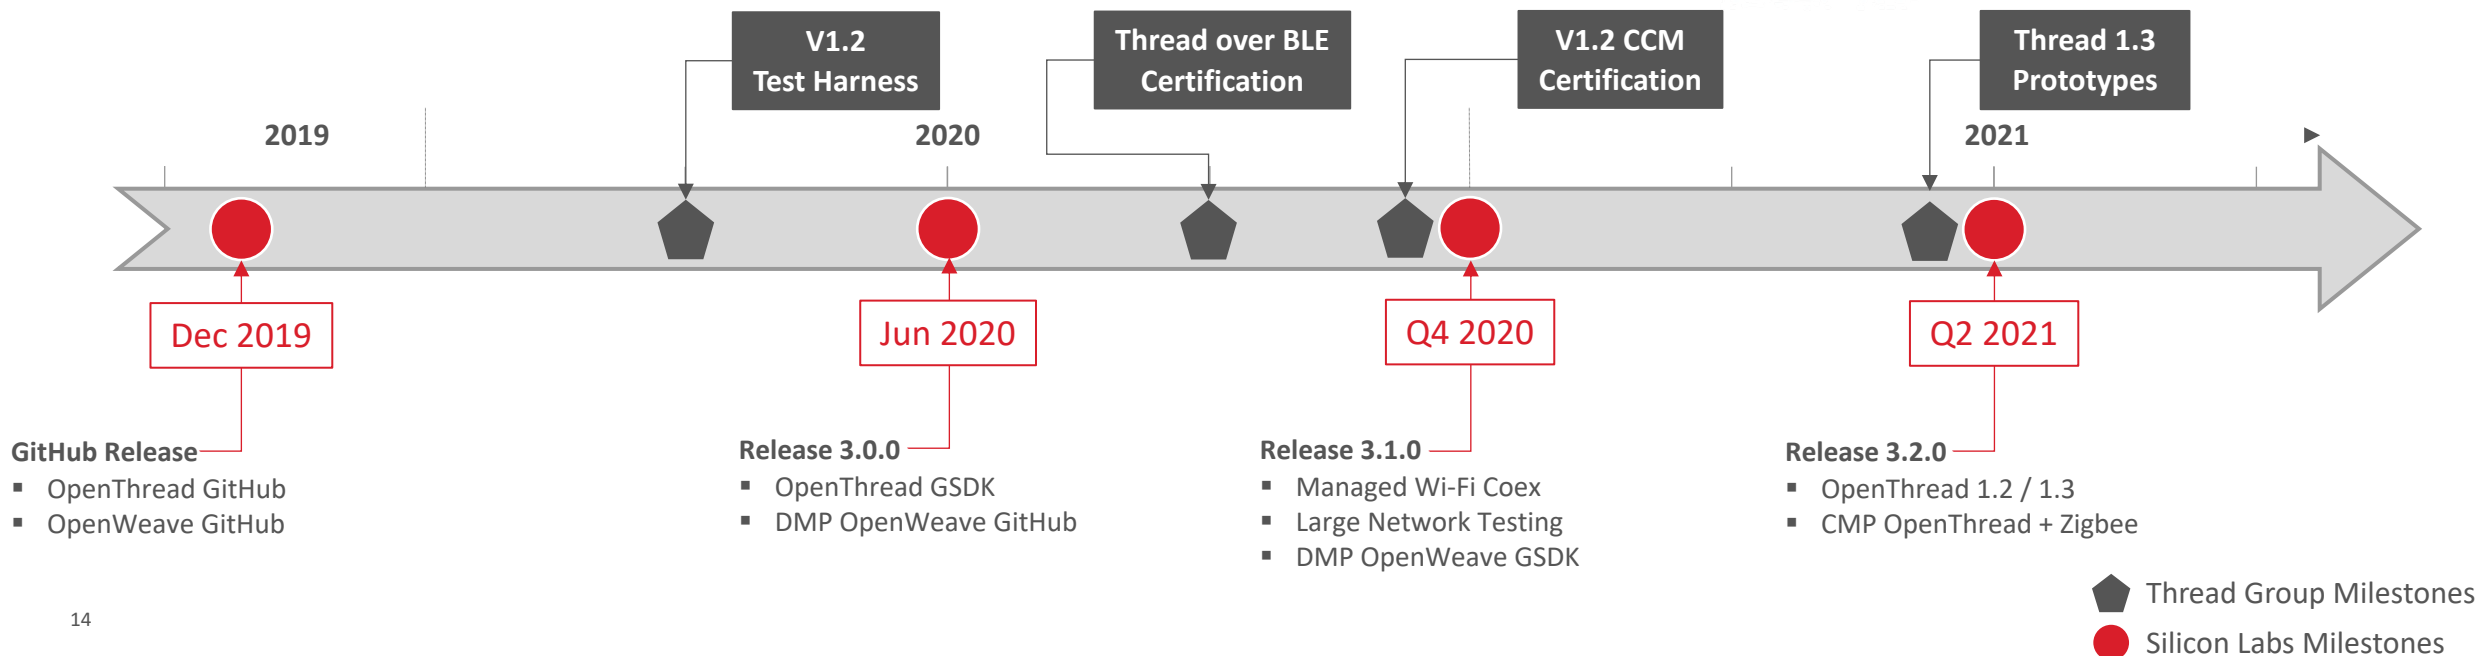 V1.2
Test Harness
Thread over BLE
Certification
V1.2 CCM
Certification
Thread 1.3
Prototypes
2019
2020
2021
Dec 2019
Jun 2020
Q4 2020
Q2 2021
GitHub Release
▪ OpenThread GitHub
▪ OpenWeave GitHub
Release 3.0.0
▪ OpenThread GSDK
▪ DMP OpenWeave GitHub
Release 3.1.0
▪ Managed Wi-Fi Coex
▪ Large Network Testing
▪ DMP OpenWeave GSDK
Release 3.2.0
▪ OpenThread 1.2 / 1.3
▪ CMP OpenThread + Zigbee
Thread Group Milestones
Silicon Labs Milestones
14